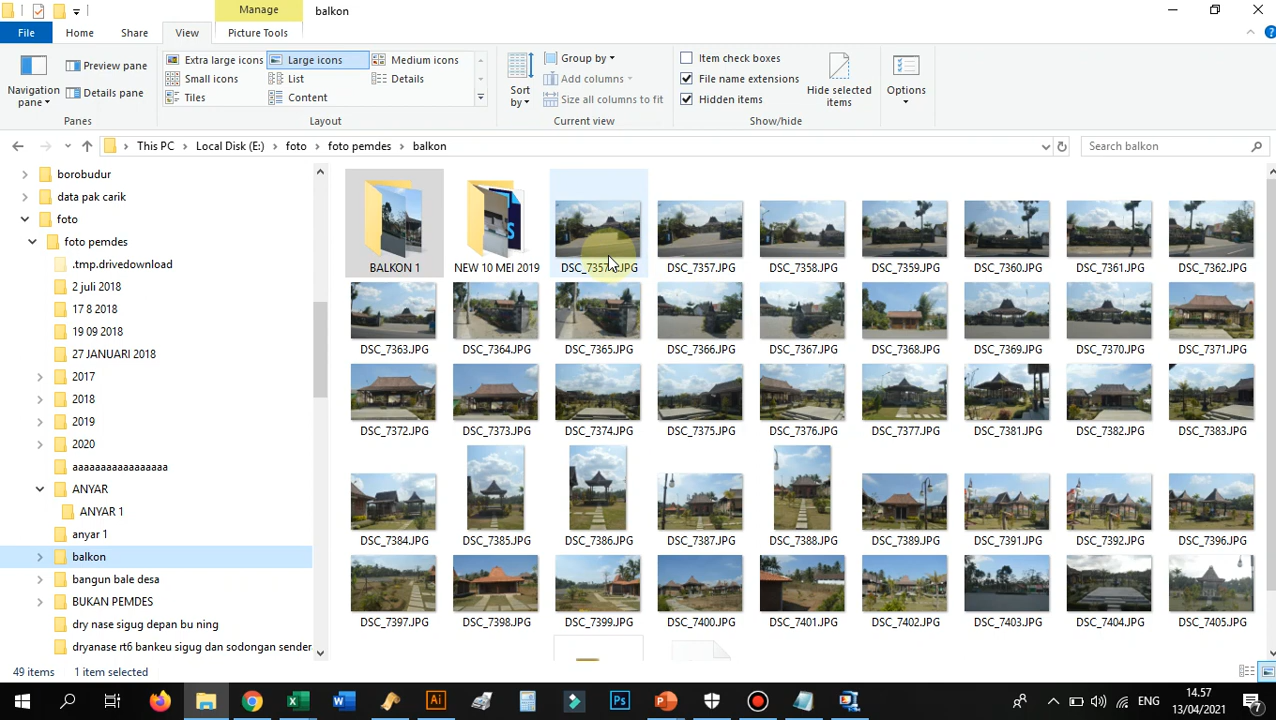 Manage
balkon
File
Home
Share
View
Picture Tools
Navigation pane
Preview pane
Details pane
Extra large icons
Large icons
Medium icons
Small icons
List
Details
Tiles
Content
Sort by
Group by
Add columns
Size all columns to fit
Item check boxes
File name extensions
Hidden items
Hide selected items
Options
Panes
Layout
Current view
Show/hide
This PC
Local Disk (E:)
foto
foto pemdes
balkon
Search balkon
borobudur
data pak carik
foto
foto pemdes
.tmp.drivedownload
2 juli 2018
17 8 2018
19 09 2018
27 JANUARI 2018
2017
2018
2019
2020
aaaaaaaaaaaaaaaaa
ANYAR
ANYAR 1
anyar 1
balkon
bangun bale desa
BUKAN PEMDES
dry nase sigug depan bu ning
dryanase rt6 bankeu sigug dan sodongan sender
BALKON 1
NEW 10 MEI 2019
DSC_7357.JPG
DSC_7358.JPG
DSC_7359.JPG
DSC_7360.JPG
DSC_7361.JPG
DSC_7362.JPG
DSC_7363.JPG
DSC_7364.JPG
DSC_7365.JPG
DSC_7366.JPG
DSC_7367.JPG
DSC_7368.JPG
DSC_7369.JPG
DSC_7370.JPG
DSC_7371.JPG
DSC_7372.JPG
DSC_7373.JPG
DSC_7374.JPG
DSC_7375.JPG
DSC_7376.JPG
DSC_7377.JPG
DSC_7381.JPG
DSC_7382.JPG
DSC_7383.JPG
DSC_7384.JPG
DSC_7385.JPG
DSC_7386.JPG
DSC_7387.JPG
DSC_7388.JPG
DSC_7389.JPG
DSC_7391.JPG
DSC_7392.JPG
DSC_7396.JPG
DSC_7397.JPG
DSC_7398.JPG
DSC_7399.JPG
DSC_7400.JPG
DSC_7401.JPG
DSC_7402.JPG
DSC_7403.JPG
DSC_7404.JPG
DSC_7405.JPG
49 items
1 item selected
Ai
Ps
ENG
14.57
13/04/2021
7